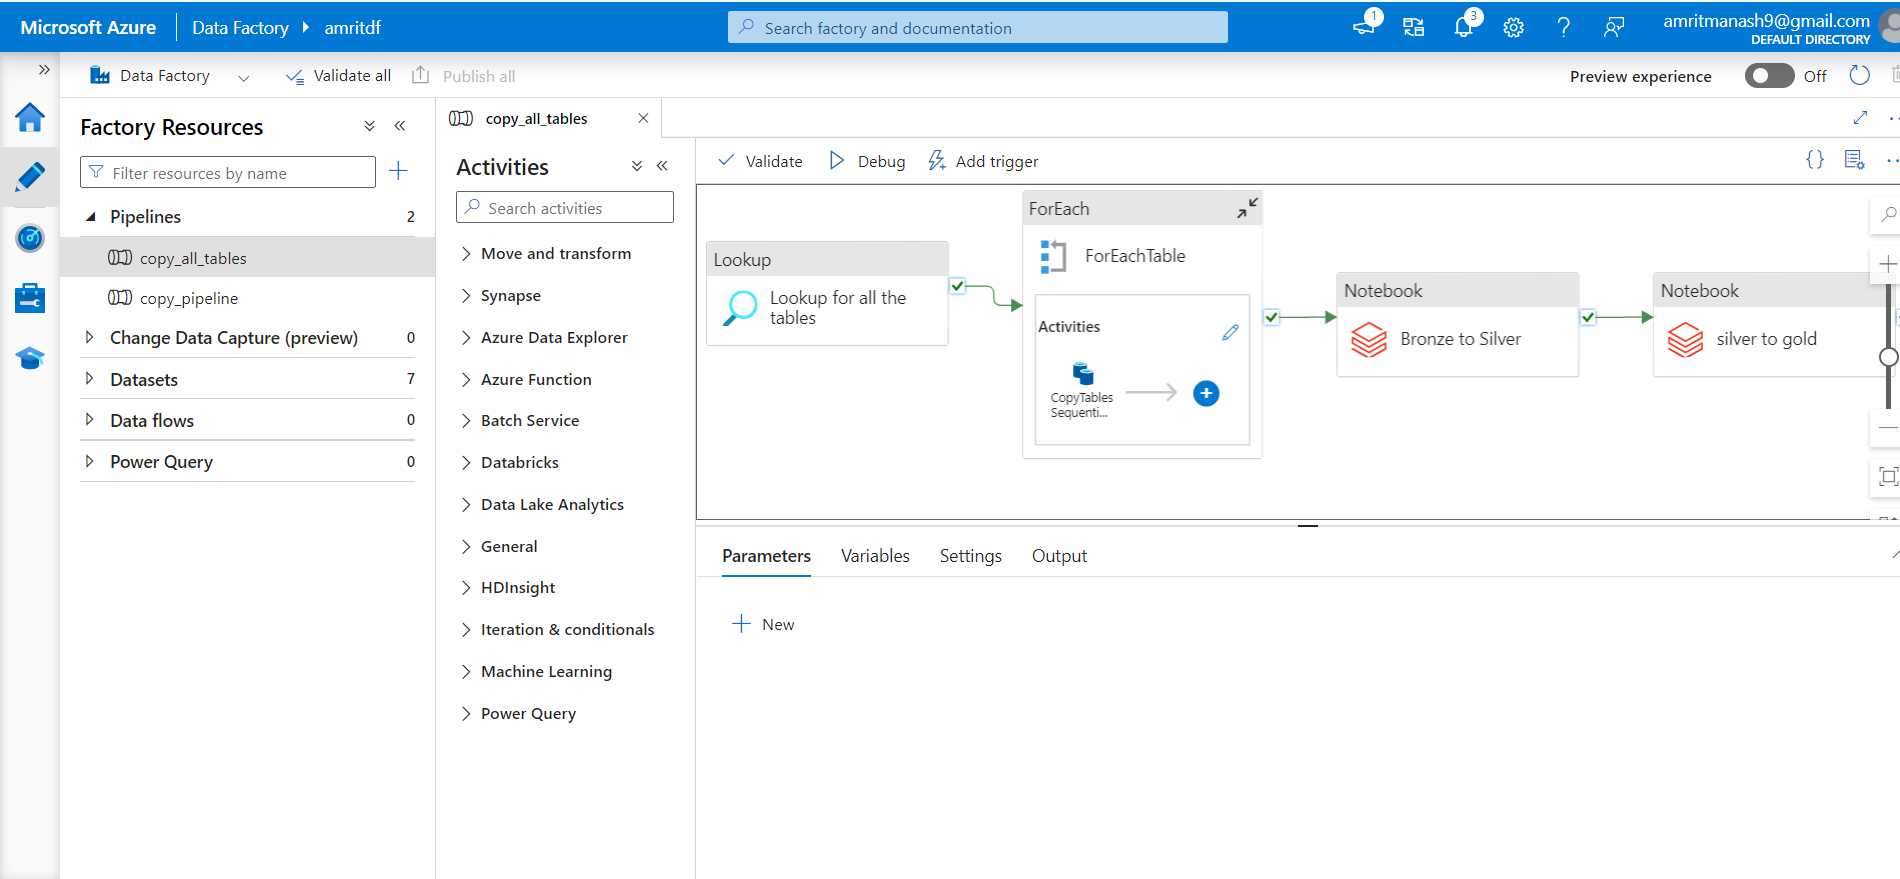 Microsoft Azure
Data Factory
amritdf
Search factory and documentation
1
3
amritmanash9@gmail.com
DEFAULT DIRECTORY
Data Factory
Validate all
Publish all
Preview experience
Off
Factory Resources
Filter resources by name
Pipelines
2
copy_all_tables
copy_pipeline
Change Data Capture (preview)
0
Datasets
7
Data flows
0
Power Query
0
copy_all_tables
Activities
Search activities
Move and transform
Synapse
Azure Data Explorer
Azure Function
Batch Service
Databricks
Data Lake Analytics
General
HDInsight
Iteration & conditionals
Machine Learning
Power Query
Validate
Debug
Add trigger
Lookup
Lookup for all the
tables
ForEach
ForEachTable
Activities
CopyTables
Sequenti...
Notebook
Bronze to Silver
Notebook
silver to gold
Parameters
Variables
Settings
Output
New